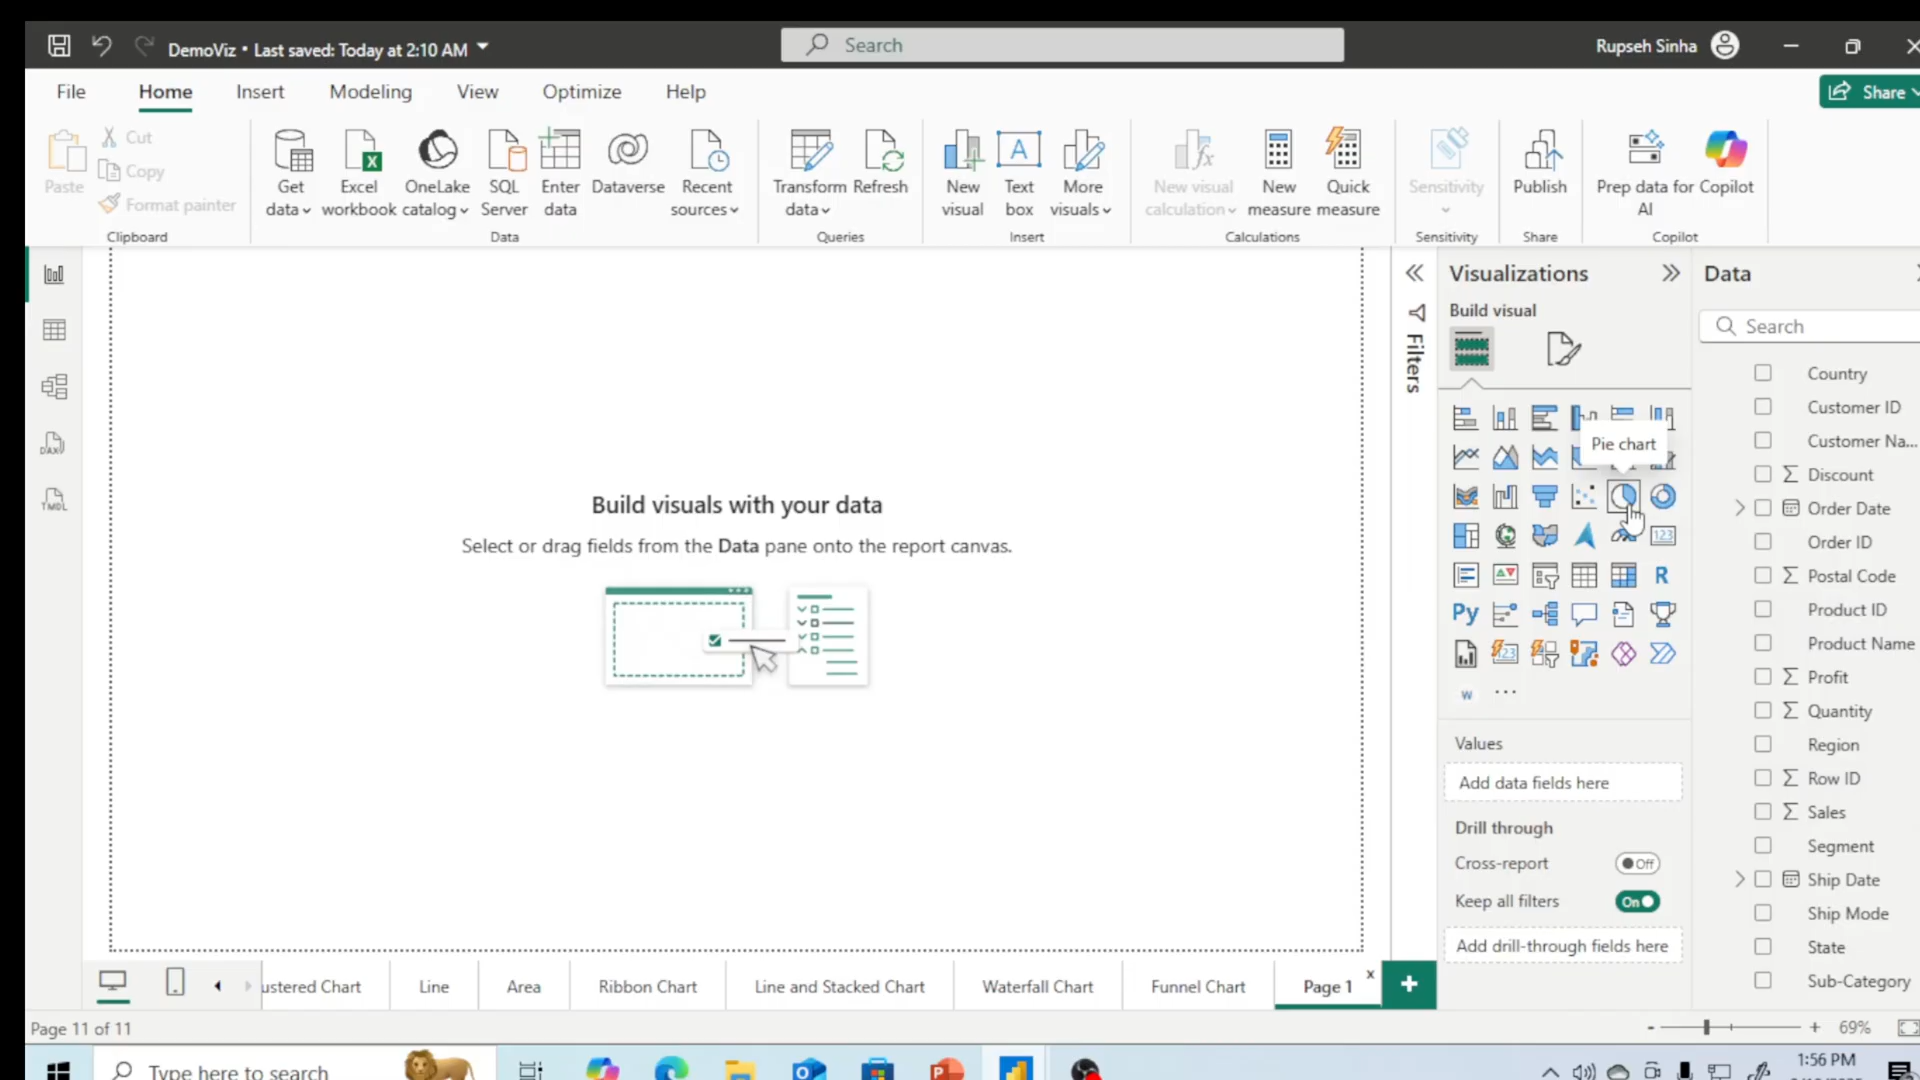 DemoViz • Last saved: Today at 2:10 AM
Search
Rupseh Sinha
File Home Insert Modeling View Optimize Help
Share
Paste
Cut
Copy
Format painter
Clipboard
Get data
Excel workbook
OneLake catalog
SQL Server
Enter data
Dataverse
Recent sources
Data
Transform data
Refresh
Queries
New visual
Text box
More visuals
Insert
New visual calculation
New measure
Quick measure
Calculations
Sensitivity
Sensitivity
Publish
Share
Prep data for AI
Copilot
Copilot
Build visuals with your data
Select or drag fields from the Data pane onto the report canvas.
Filters
Visualizations
Build visual
Pie chart
123
R
Py
123
W
Values
Add data fields here
Drill through
Cross-report
Off
Keep all filters
On
Add drill-through fields here
Data
Search
Country
Customer ID
Customer Na...
Discount
Order Date
Order ID
Postal Code
Product ID
Product Name
Profit
Quantity
Region
Row ID
Sales
Segment
Ship Date
Ship Mode
State
Sub-Category
DAX
TMDL
ustered Chart Line Area Ribbon Chart Line and Stacked Chart Waterfall Chart Funnel Chart Page 1
Page 11 of 11
69%
Type here to search
1:56 PM